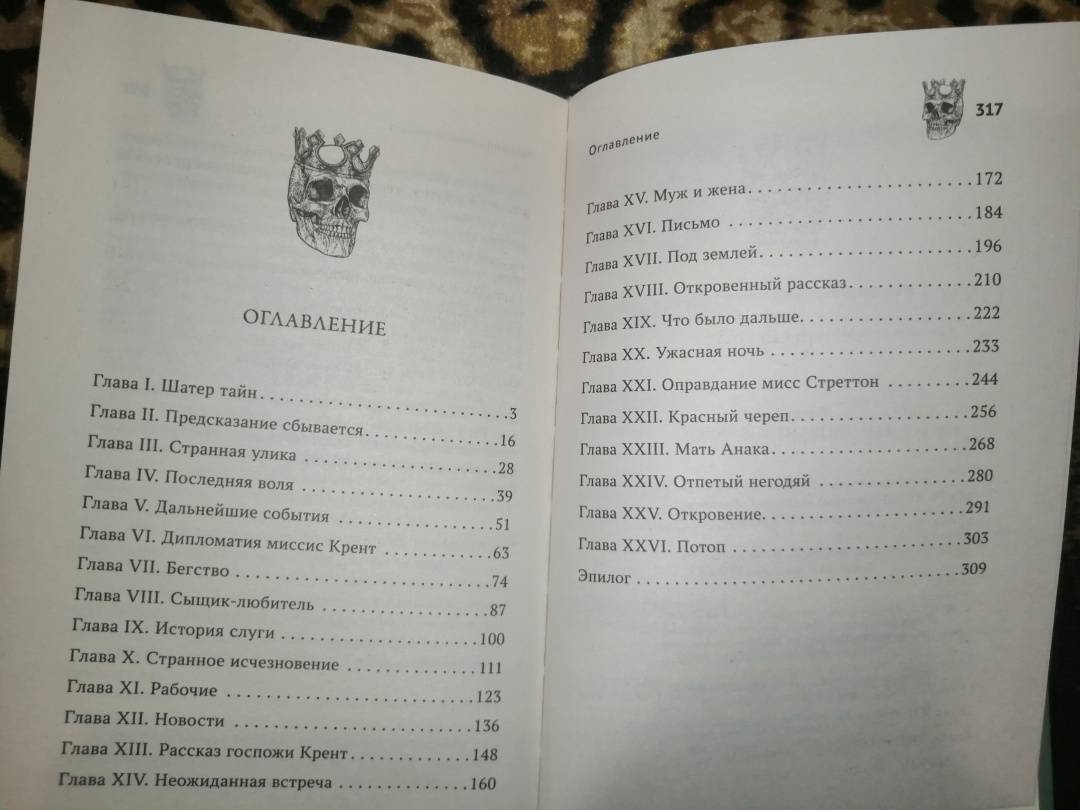 ОГЛАВЛЕНИЕ
Глава I. Шатер тайн. . . . . . . . . . . . . . . . . . . . . . . . . . . . . . .3
Глава II. Предсказание сбывается. . . . . . . . . . . . . . . . .16
Глава III. Странная улика . . . . . . . . . . . . . . . . . . . . . . . .28
Глава IV. Последняя воля . . . . . . . . . . . . . . . . . . . . . . . .39
Глава V. Дальнейшие события . . . . . . . . . . . . . . . . . . .51
Глава VI. Дипломатия миссис Крент . . . . . . . . . . . . .63
Глава VII. Бегство . . . . . . . . . . . . . . . . . . . . . . . . . . . . . . .74
Глава VIII. Сыщик-любитель . . . . . . . . . . . . . . . . . . . .87
Глава IX. История слуги . . . . . . . . . . . . . . . . . . . . . . . .100
Глава X. Странное исчезновение . . . . . . . . . . . . . . . .111
Глава XI. Рабочие . . . . . . . . . . . . . . . . . . . . . . . . . . . . . .123
Глава XII. Новости . . . . . . . . . . . . . . . . . . . . . . . . . . . . .136
Глава XIII. Рассказ госпожи Крент. . . . . . . . . . . . . . .148
Глава XIV. Неожиданная встреча . . . . . . . . . . . . . . . .160
317
Оглавление
Глава XV. Муж и жена. . . . . . . . . . . . . . . . . . . . . . . . . . .172
Глава XVI. Письмо . . . . . . . . . . . . . . . . . . . . . . . . . . . . . .184
Глава XVII. Под землей. . . . . . . . . . . . . . . . . . . . . . . . . .196
Глава XVIII. Откровенный рассказ. . . . . . . . . . . . . . .210
Глава XIX. Что было дальше. . . . . . . . . . . . . . . . . . . . .222
Глава XX. Ужасная ночь . . . . . . . . . . . . . . . . . . . . . . . . .233
Глава XXI. Оправдание мисс Стреттон . . . . . . . . . . .244
Глава XXII. Красный череп. . . . . . . . . . . . . . . . . . . . . .256
Глава XXIII. Мать Анака. . . . . . . . . . . . . . . . . . . . . . . . .268
Глава XXIV. Отпетый негодяй . . . . . . . . . . . . . . . . . . .280
Глава XXV. Откровение. . . . . . . . . . . . . . . . . . . . . . . . . .291
Глава XXVI. Потоп . . . . . . . . . . . . . . . . . . . . . . . . . . . . . .303
Эпилог . . . . . . . . . . . . . . . . . . . . . . . . . . . . . . . . . . . . . . . .309